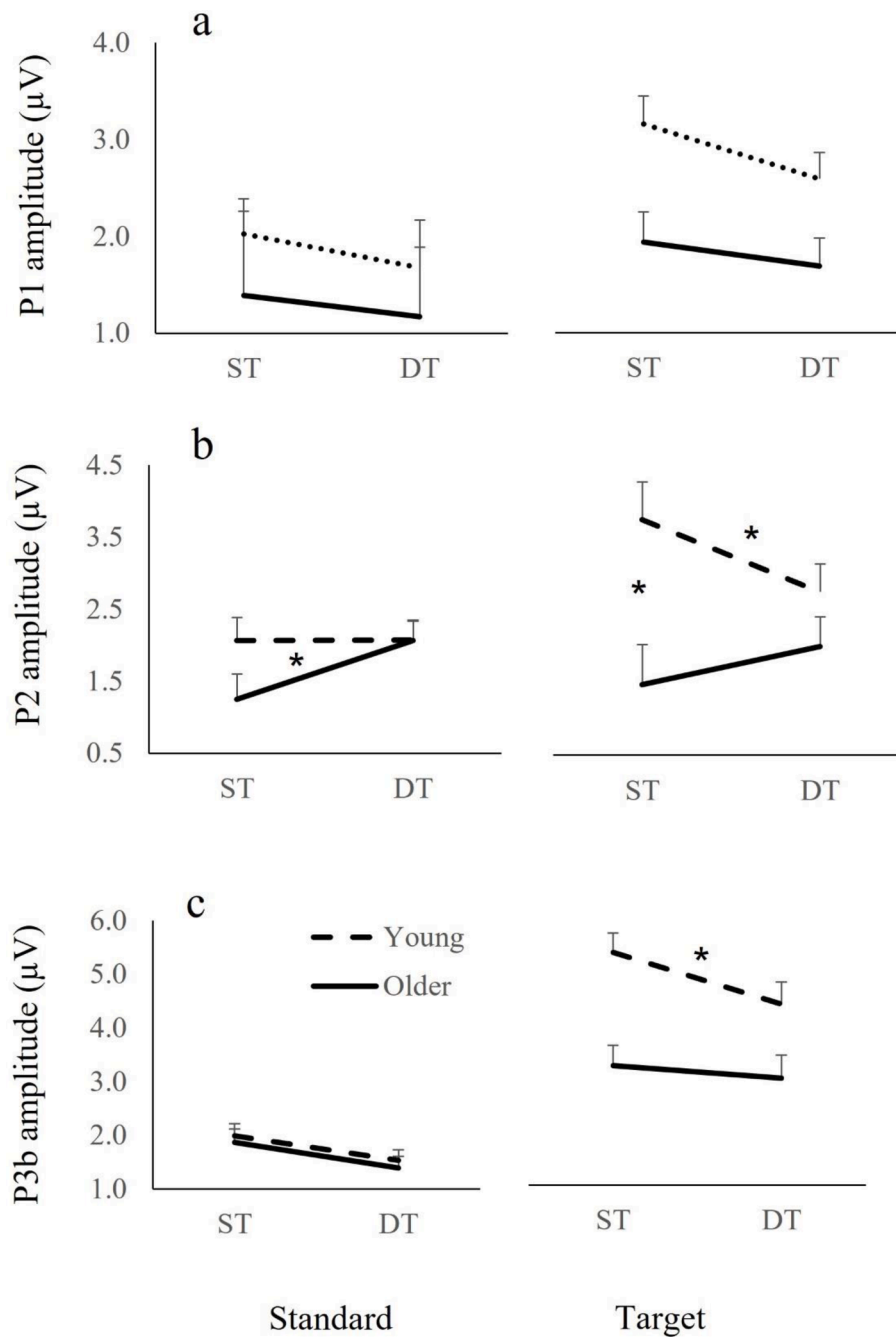 a
P1 amplitude (µV)
4.0
3.0
2.0
1.0
ST DT ST DT
b
P2 amplitude (µV)
4.5
3.5
2.5
1.5
0.5
*
*
*
ST DT ST DT
c
P3b amplitude (µV)
6.0
5.0
4.0
3.0
2.0
1.0
Young
Older
*
ST DT ST DT
Standard Target